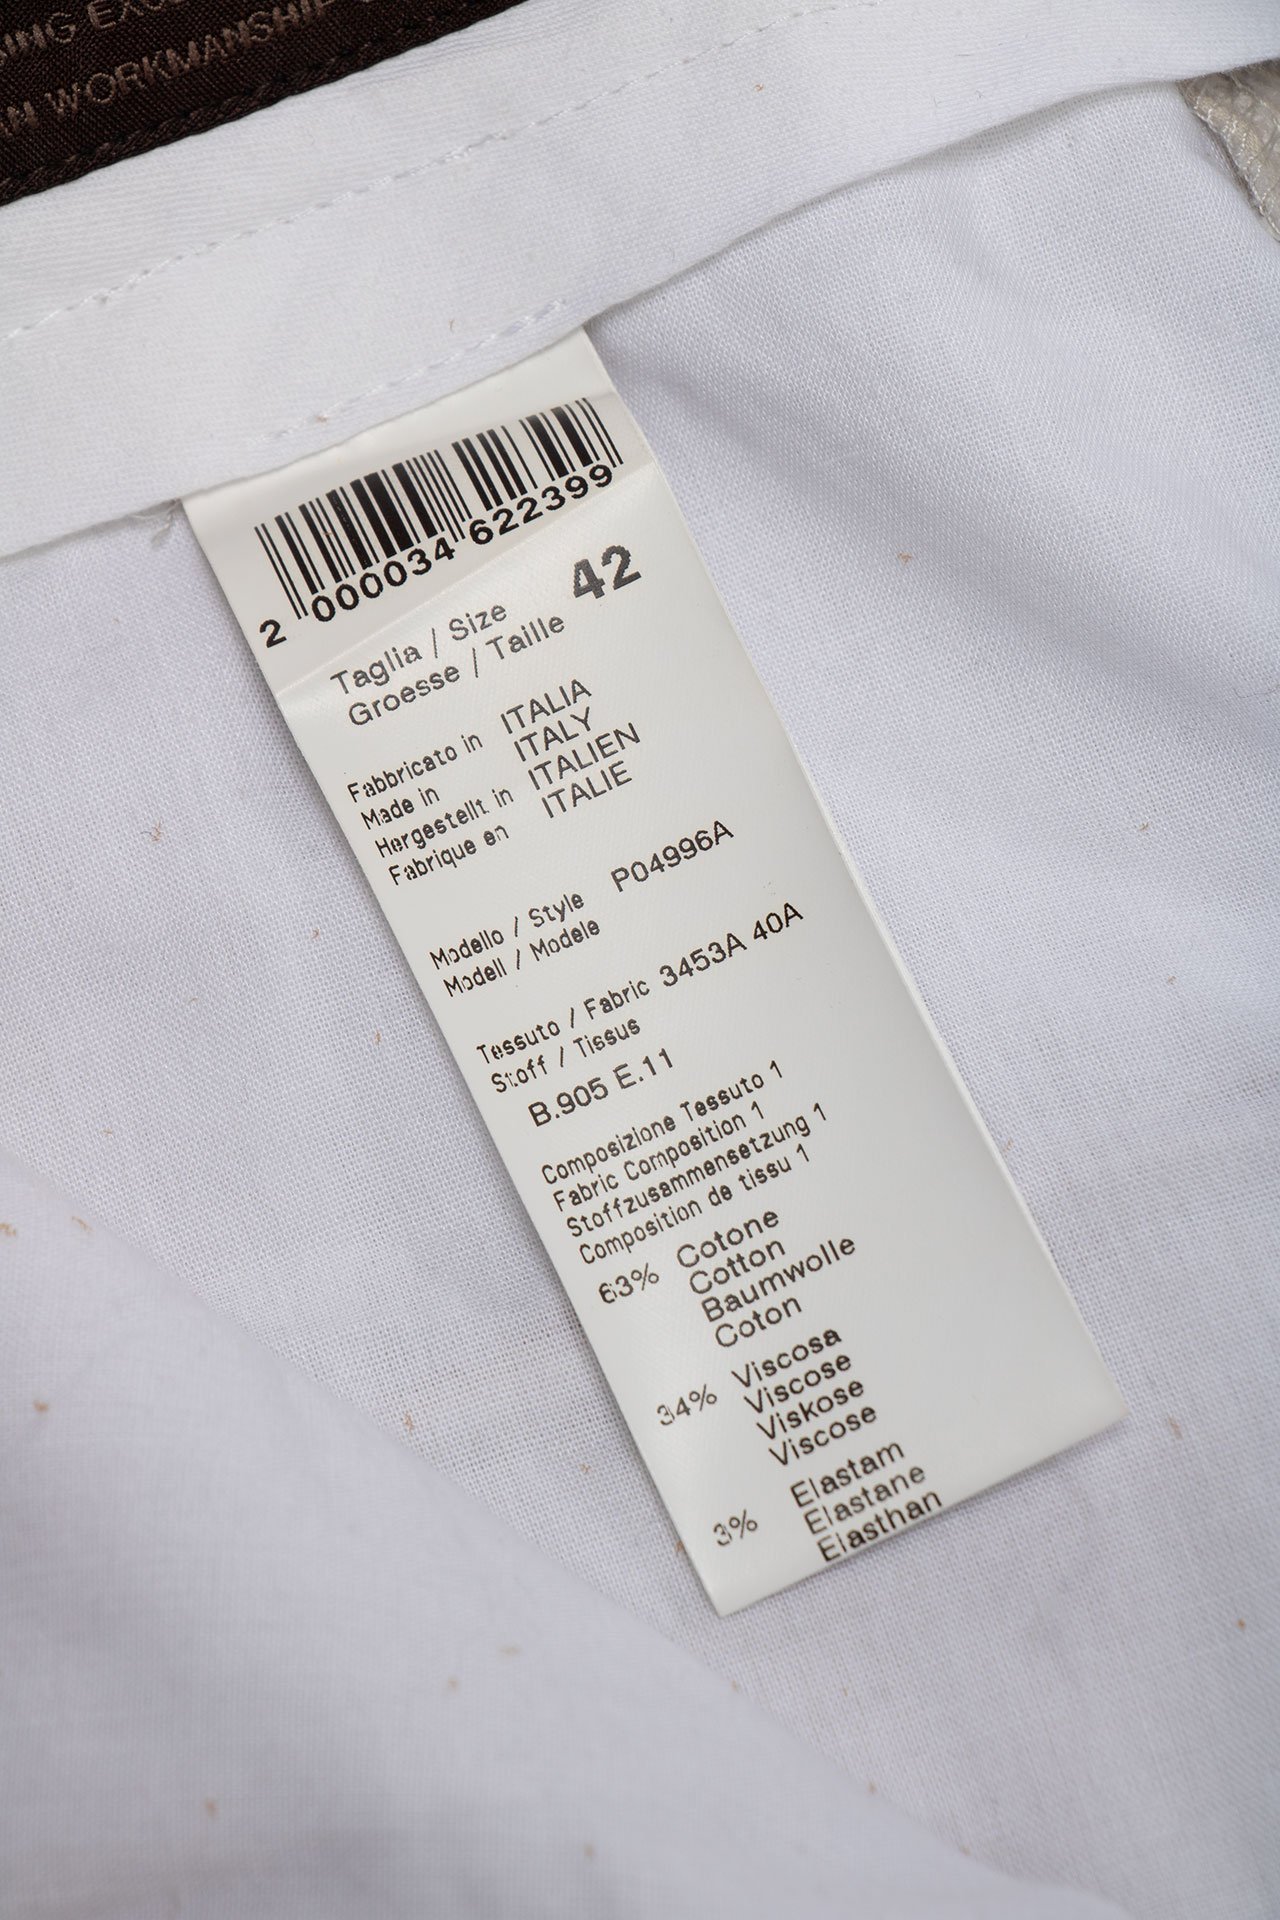 WORKMANSHIP
2 000034 622399
Taglia / Size
Groesse / Taille 42
Fabbricato in ITALIA
Made in ITALY
Hergestellt in ITALIEN
Fabrique en ITALIE
Modello / Style P04996A
Modell / Modele
Tessuto / Fabric 3453A 40A
Stoff / Tissus
B.905 E.11
Composizione Tessuto 1
Fabric Composition 1
Stoffzusammensetzung 1
Composition de tissu 1
63% Cotone
Cotton
Baumwolle
Coton
34% Viscosa
Viscose
Viskose
Viscose
3% Elastam
Elastane
Elasthan